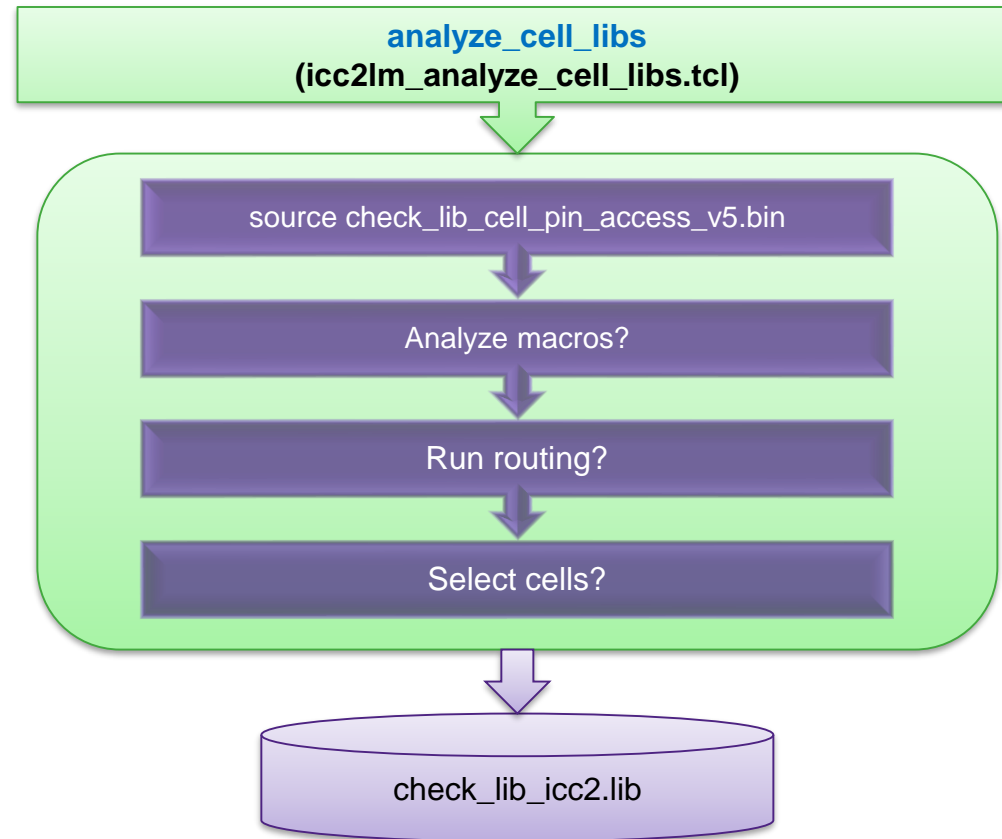 analyze_cell_libs
(icc2lm_analyze_cell_libs.tcl)
source check_lib_cell_pin_access_v5.bin
Analyze macros?
Run routing?
Select cells?
check_lib_icc2.lib